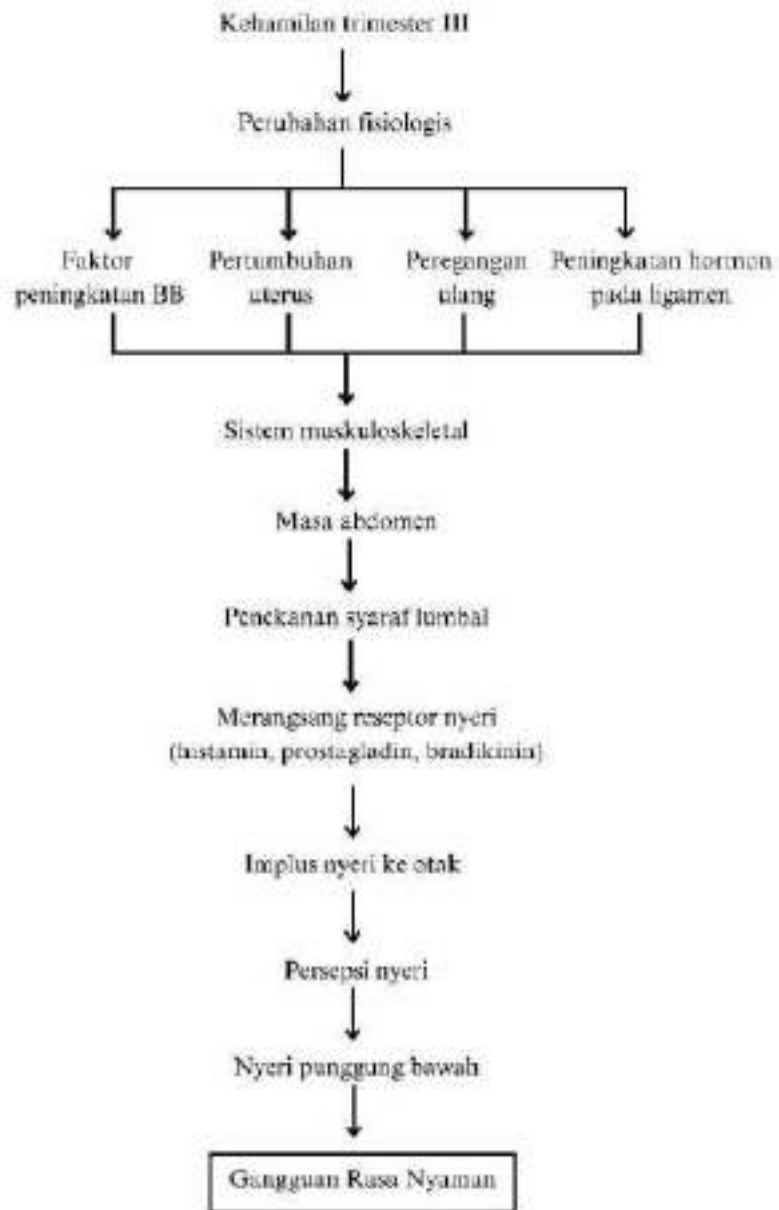 Kehamilan trimester III
Perubahan fisiologis
Faktor
peningkatan BB
Pertumbuhan
uterus
Peregangan
ulang
Peningkatan hormon
pada ligamen
Sistem muskuloskeletal
Masa abdomen
Penekanan syaraf lumbal
Merangsang reseptor nyeri
(histamin, prostagladin, bradikinin)
Implus nyeri ke otak
Persepsi nyeri
Nyeri punggung bawah
Gangguan Rasa Nyaman